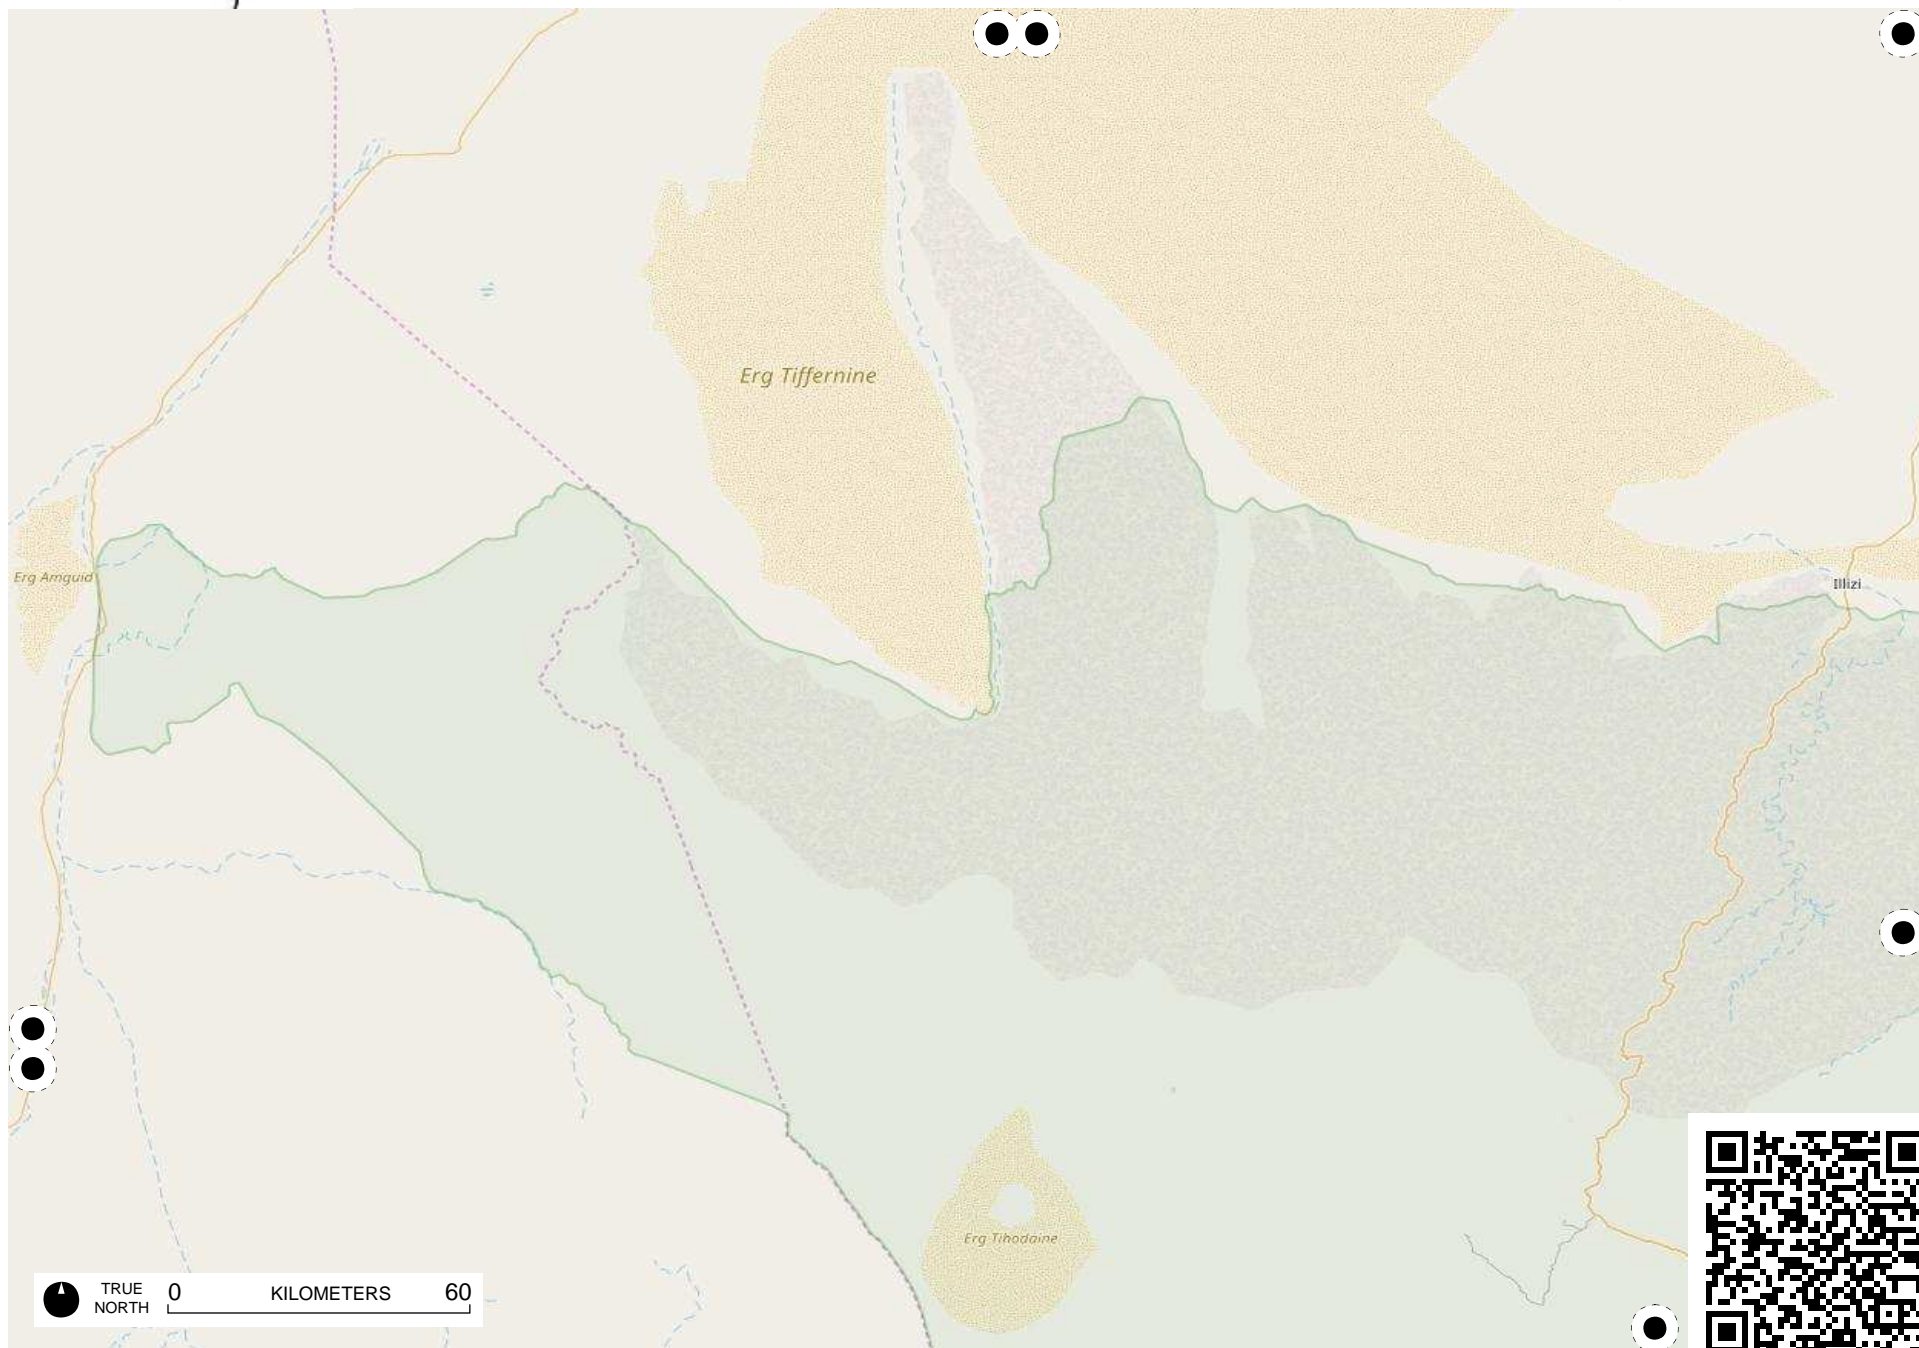 Erg Tiffernine
Erg Amguid
Illizi
Erg Tihodaine
TRUE
NORTH
0 KILOMETERS 60